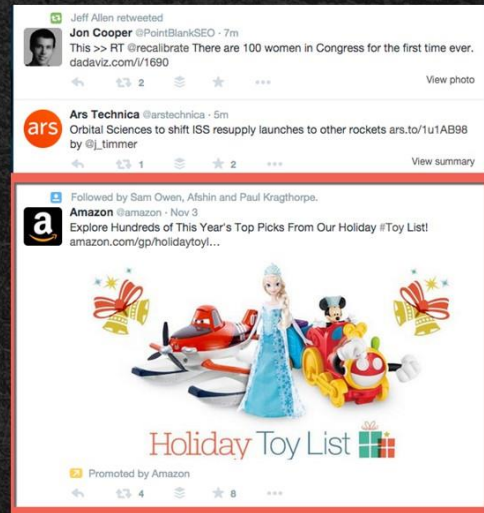 Jeff Allen retweeted
Jon Cooper @PointBlankSEO · 7m
This >> RT @recalibrate There are 100 women in Congress for the first time ever.
dadaviz.com/i/1690
2
View photo
ars
Ars Technica @arstechnica · 5m
Orbital Sciences to shift ISS resupply launches to other rockets ars.to/1u1AB98
by @j_timmer
1 2
View summary
Followed by Sam Owen, Afshin and Paul Kragthorpe.
a
Amazon @amazon · Nov 3
Explore Hundreds of This Year's Top Picks From Our Holiday #Toy List!
amazon.com/gp/holidaytoyl...
Holiday Toy List
Promoted by Amazon
4 8